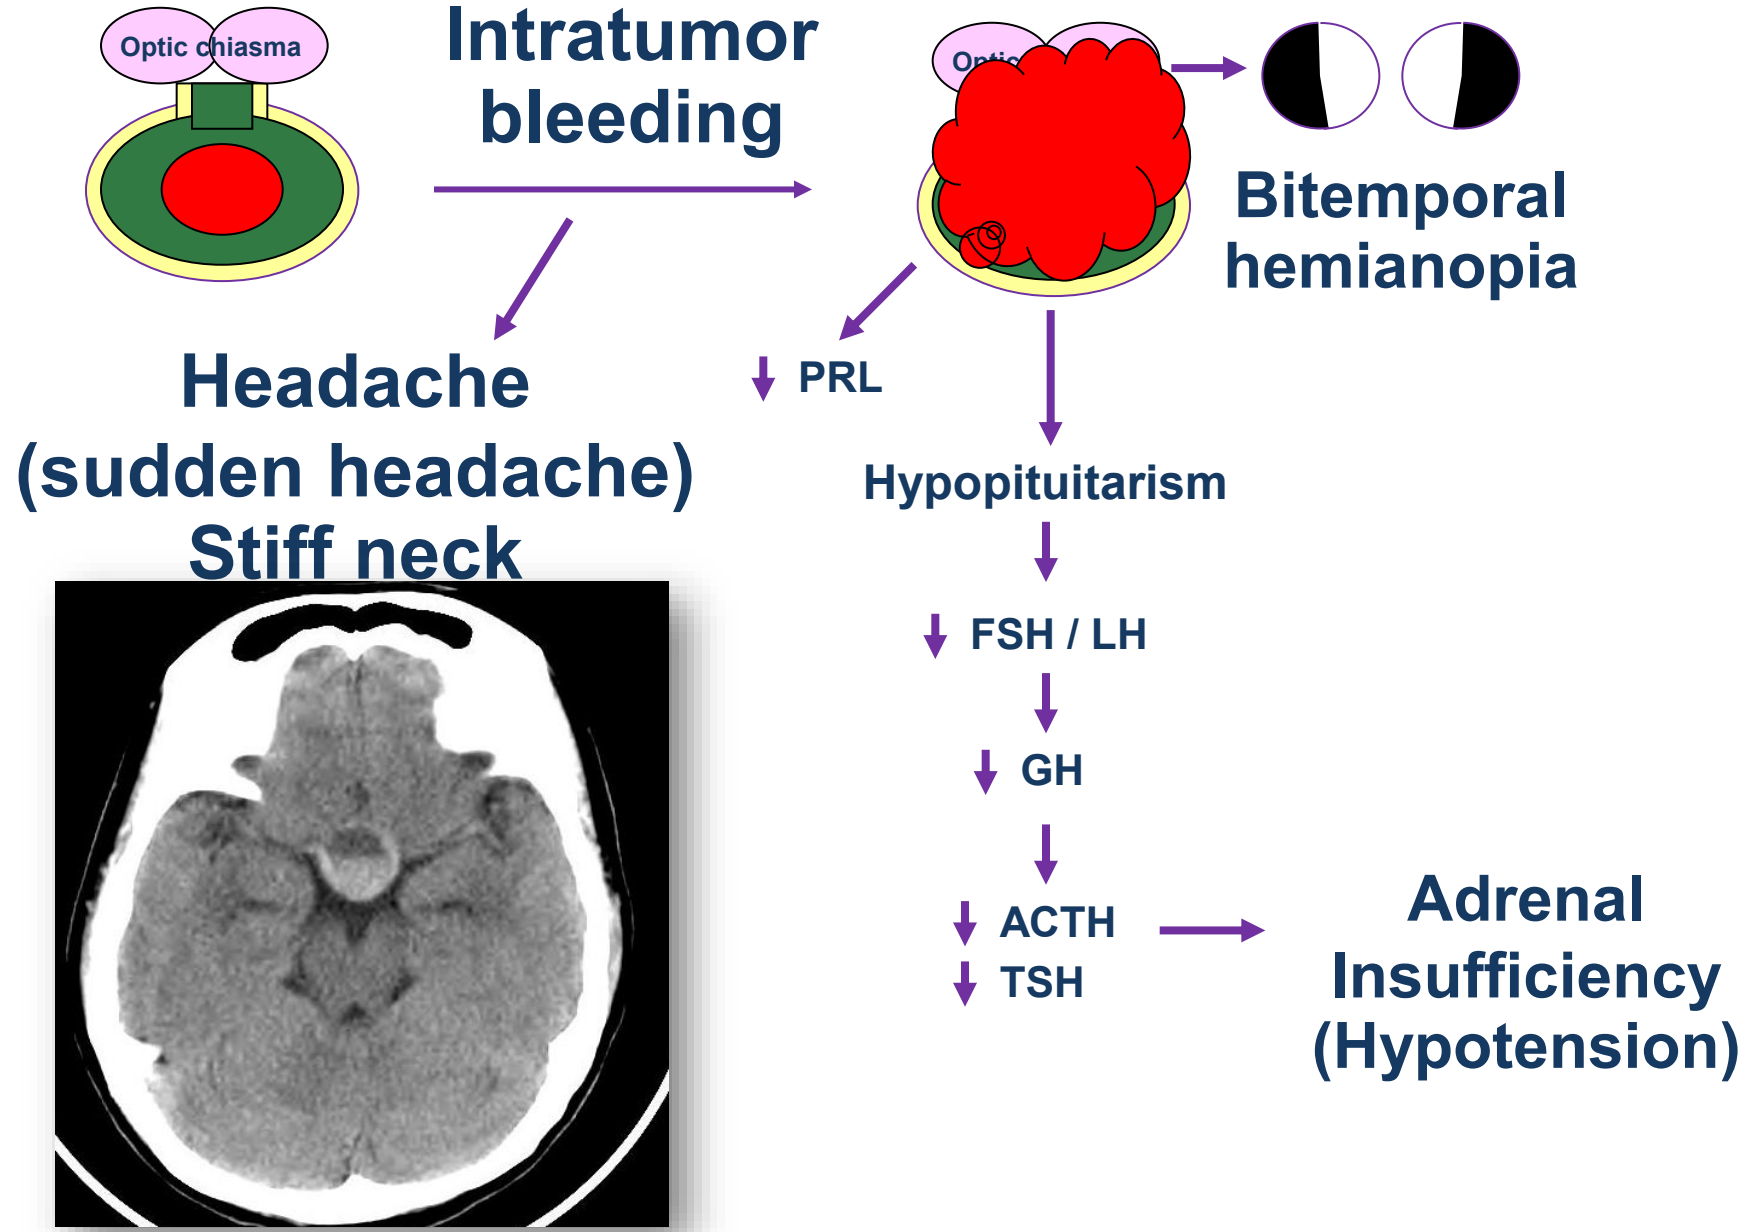 Optic chiasma
Intratumor
bleeding
Optic
Bitemporal
hemianopia
Headache
(sudden headache)
Stiff neck
PRL
Hypopituitarism
FSH / LH
GH
ACTH
TSH
Adrenal
Insufficiency
(Hypotension)